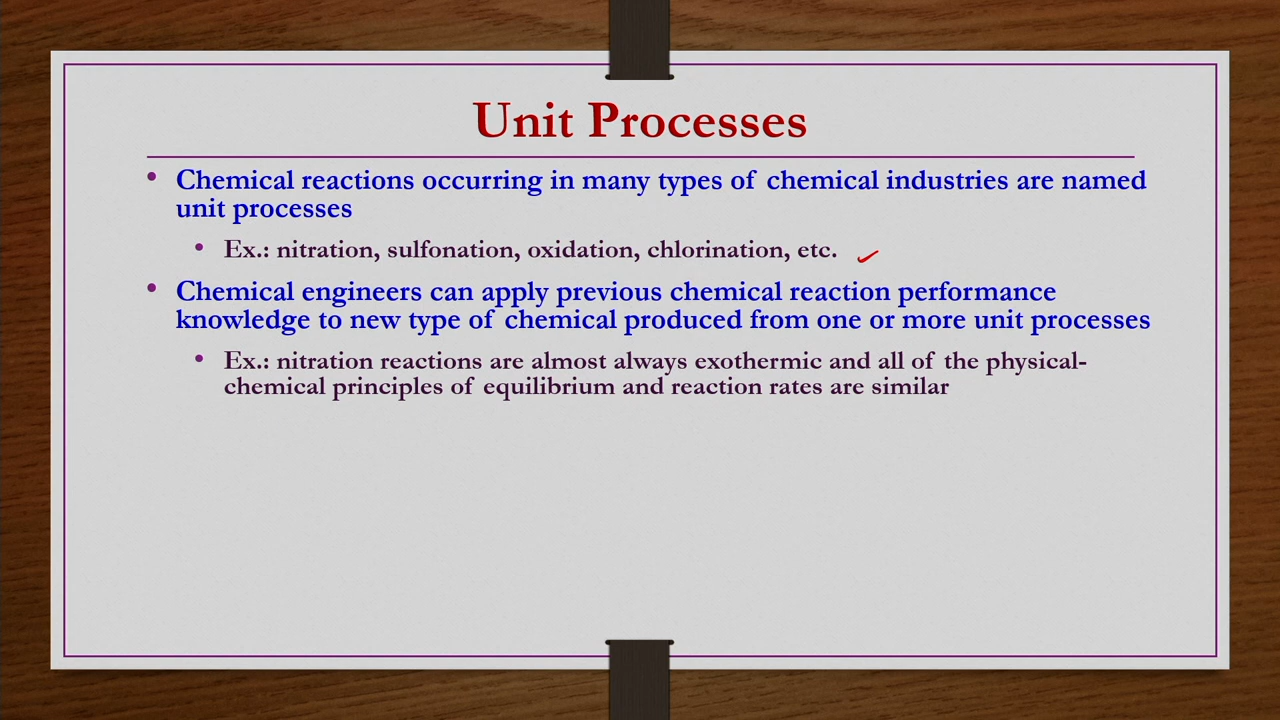 Unit Processes
• Chemical reactions occurring in many types of chemical industries are named
unit processes
• Ex.: nitration, sulfonation, oxidation, chlorination, etc.
• Chemical engineers can apply previous chemical reaction performance
knowledge to new type of chemical produced from one or more unit processes
• Ex.: nitration reactions are almost always exothermic and all of the physical-
chemical principles of equilibrium and reaction rates are similar